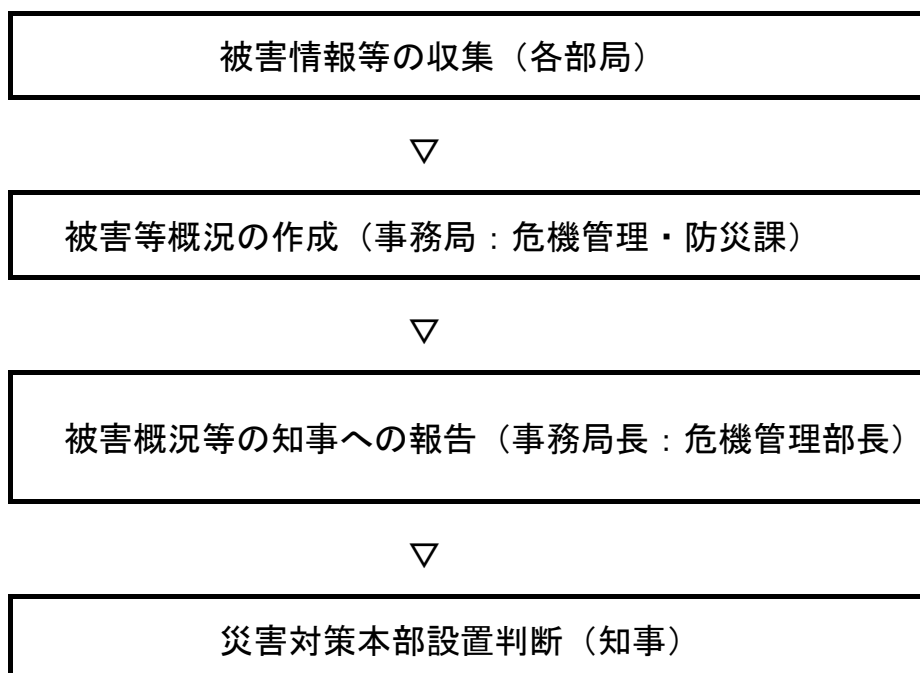 被害情報等の収集（各部局）
▽
被害等概況の作成（事務局：危機管理・防災課）
▽
被害概況等の知事への報告（事務局長：危機管理部長）
▽
災害対策本部設置判断（知事）